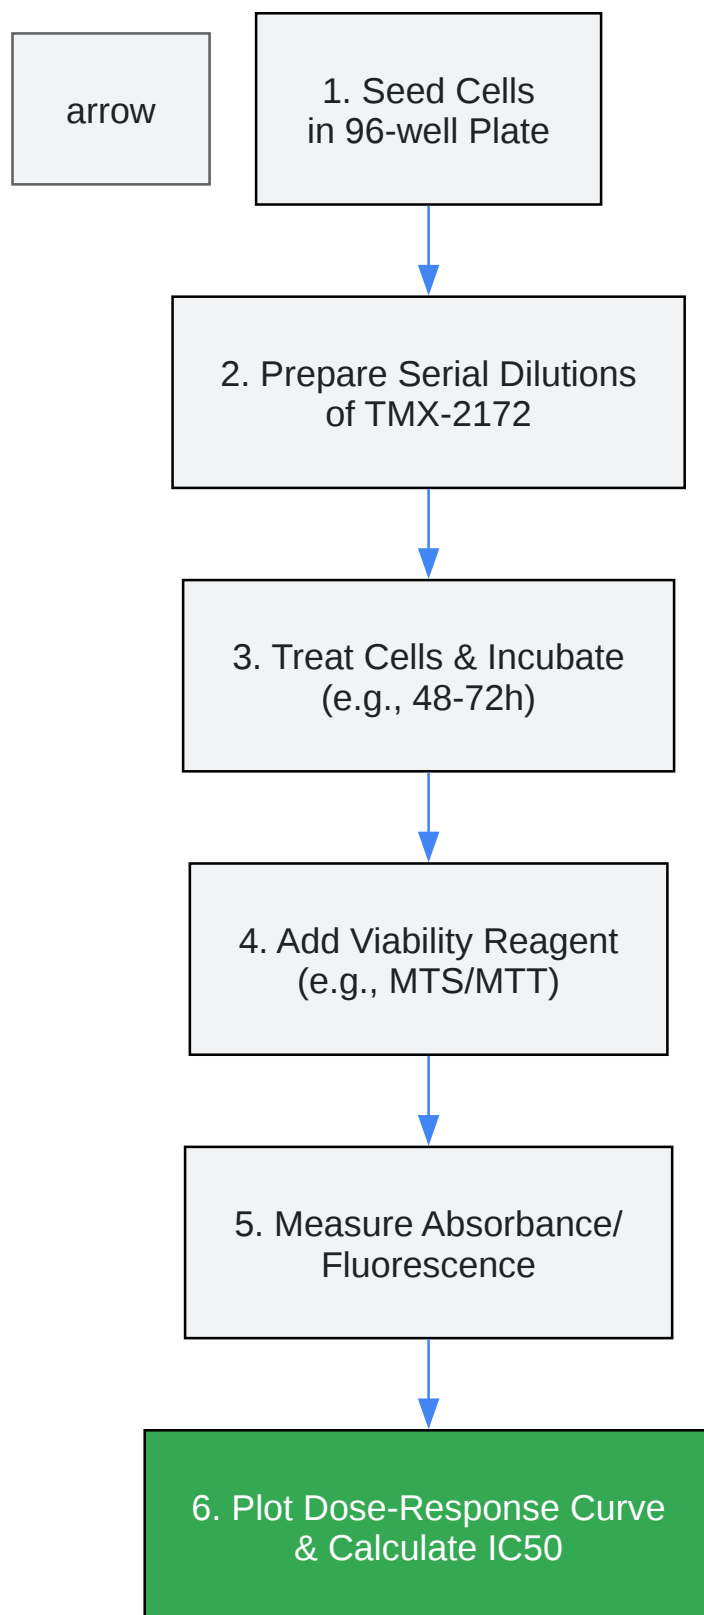 arrow
1. Seed Cells
in 96-well Plate
2. Prepare Serial Dilutions
of TMX-2172
3. Treat Cells & Incubate
(e.g., 48-72h)
4. Add Viability Reagent
(e.g., MTS/MTT)
5. Measure Absorbance/
Fluorescence
6. Plot Dose-Response Curve
& Calculate IC50